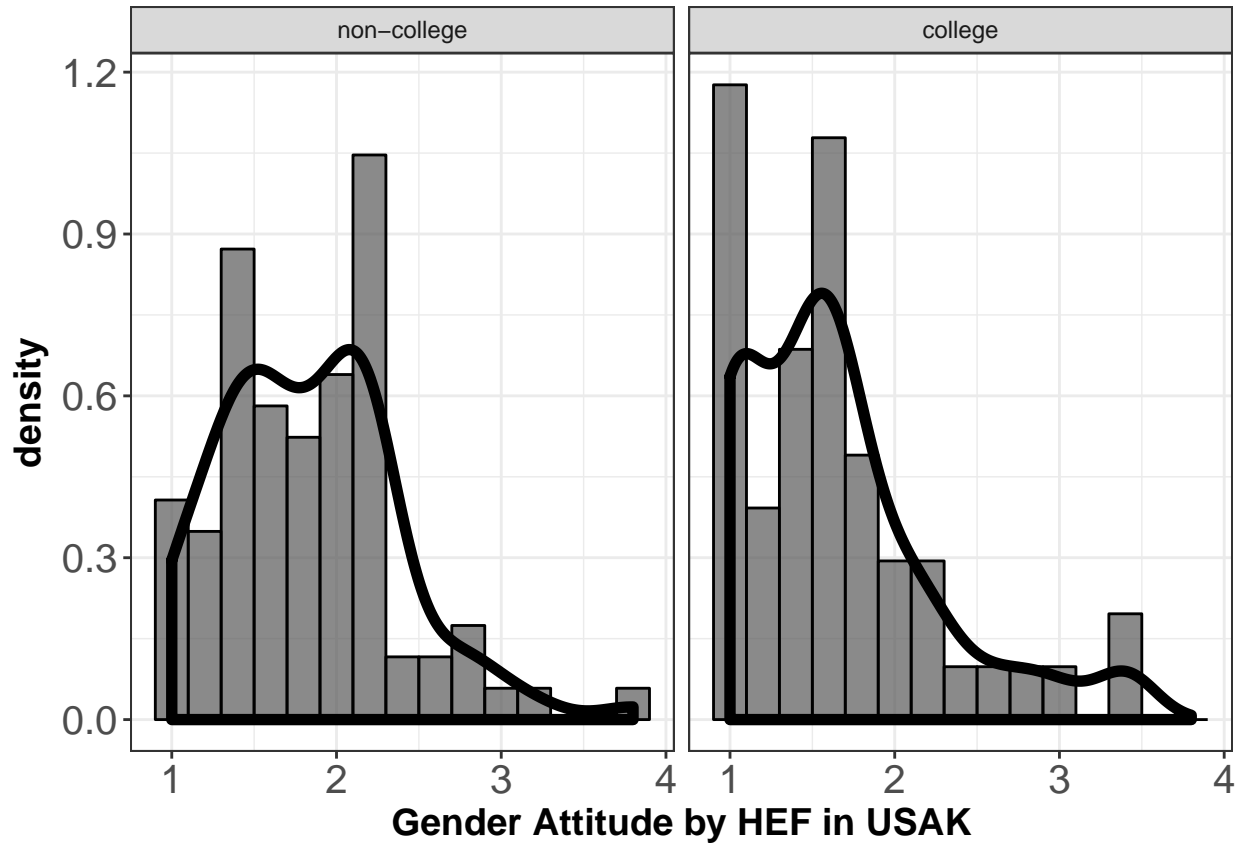 non−college
college
1.2
0.9
0.6
0.3
0.0
density
1 2 3 4
1 2 3 4
Gender Attitude by HEF in USAK